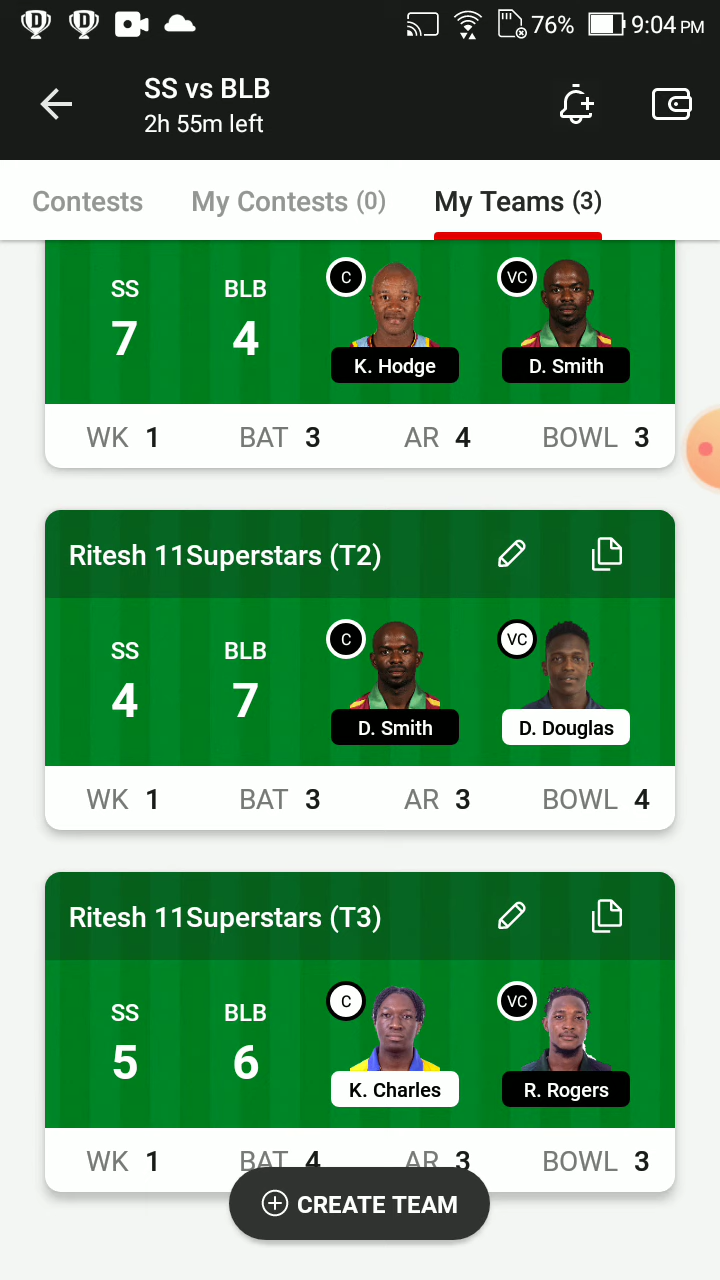 76% 9:04 PM
SS vs BLB
2h 55m left
Contests My Contests (0) My Teams (3)
SS BLB C VC
7 4
K. Hodge D. Smith
WK 1 BAT 3 AR 4 BOWL 3
Ritesh 11Superstars (T2)
SS BLB C VC
4 7
D. Smith D. Douglas
WK 1 BAT 3 AR 3 BOWL 4
Ritesh 11Superstars (T3)
SS BLB C VC
5 6
K. Charles R. Rogers
WK 1 BAT 4 AR 3 BOWL 3
CREATE TEAM